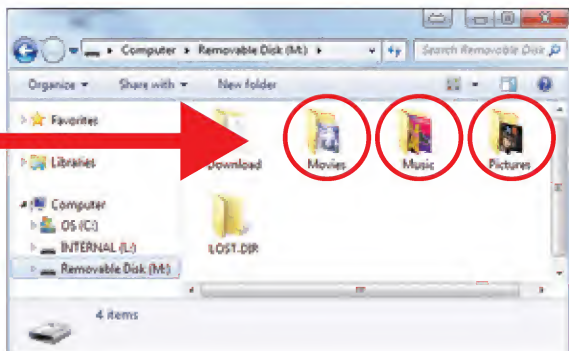 Computer ▸ Removable Disk (M:) ▸
Search Removable Disk
Organize Share with New folder
Favorites
Libraries
Computer
OS (C:)
INTERNAL (L:)
Removable Disk (M:)
Download Movies Music Pictures
LOST.DIR
4 items